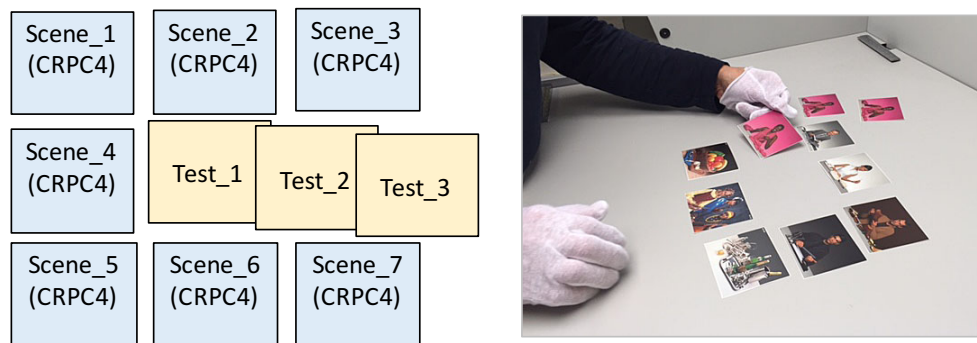 Scene_1
(CRPC4)
Scene_2
(CRPC4)
Scene_3
(CRPC4)
Scene_4
(CRPC4)
Test_1
Test_2
Test_3
Scene_5
(CRPC4)
Scene_6
(CRPC4)
Scene_7
(CRPC4)